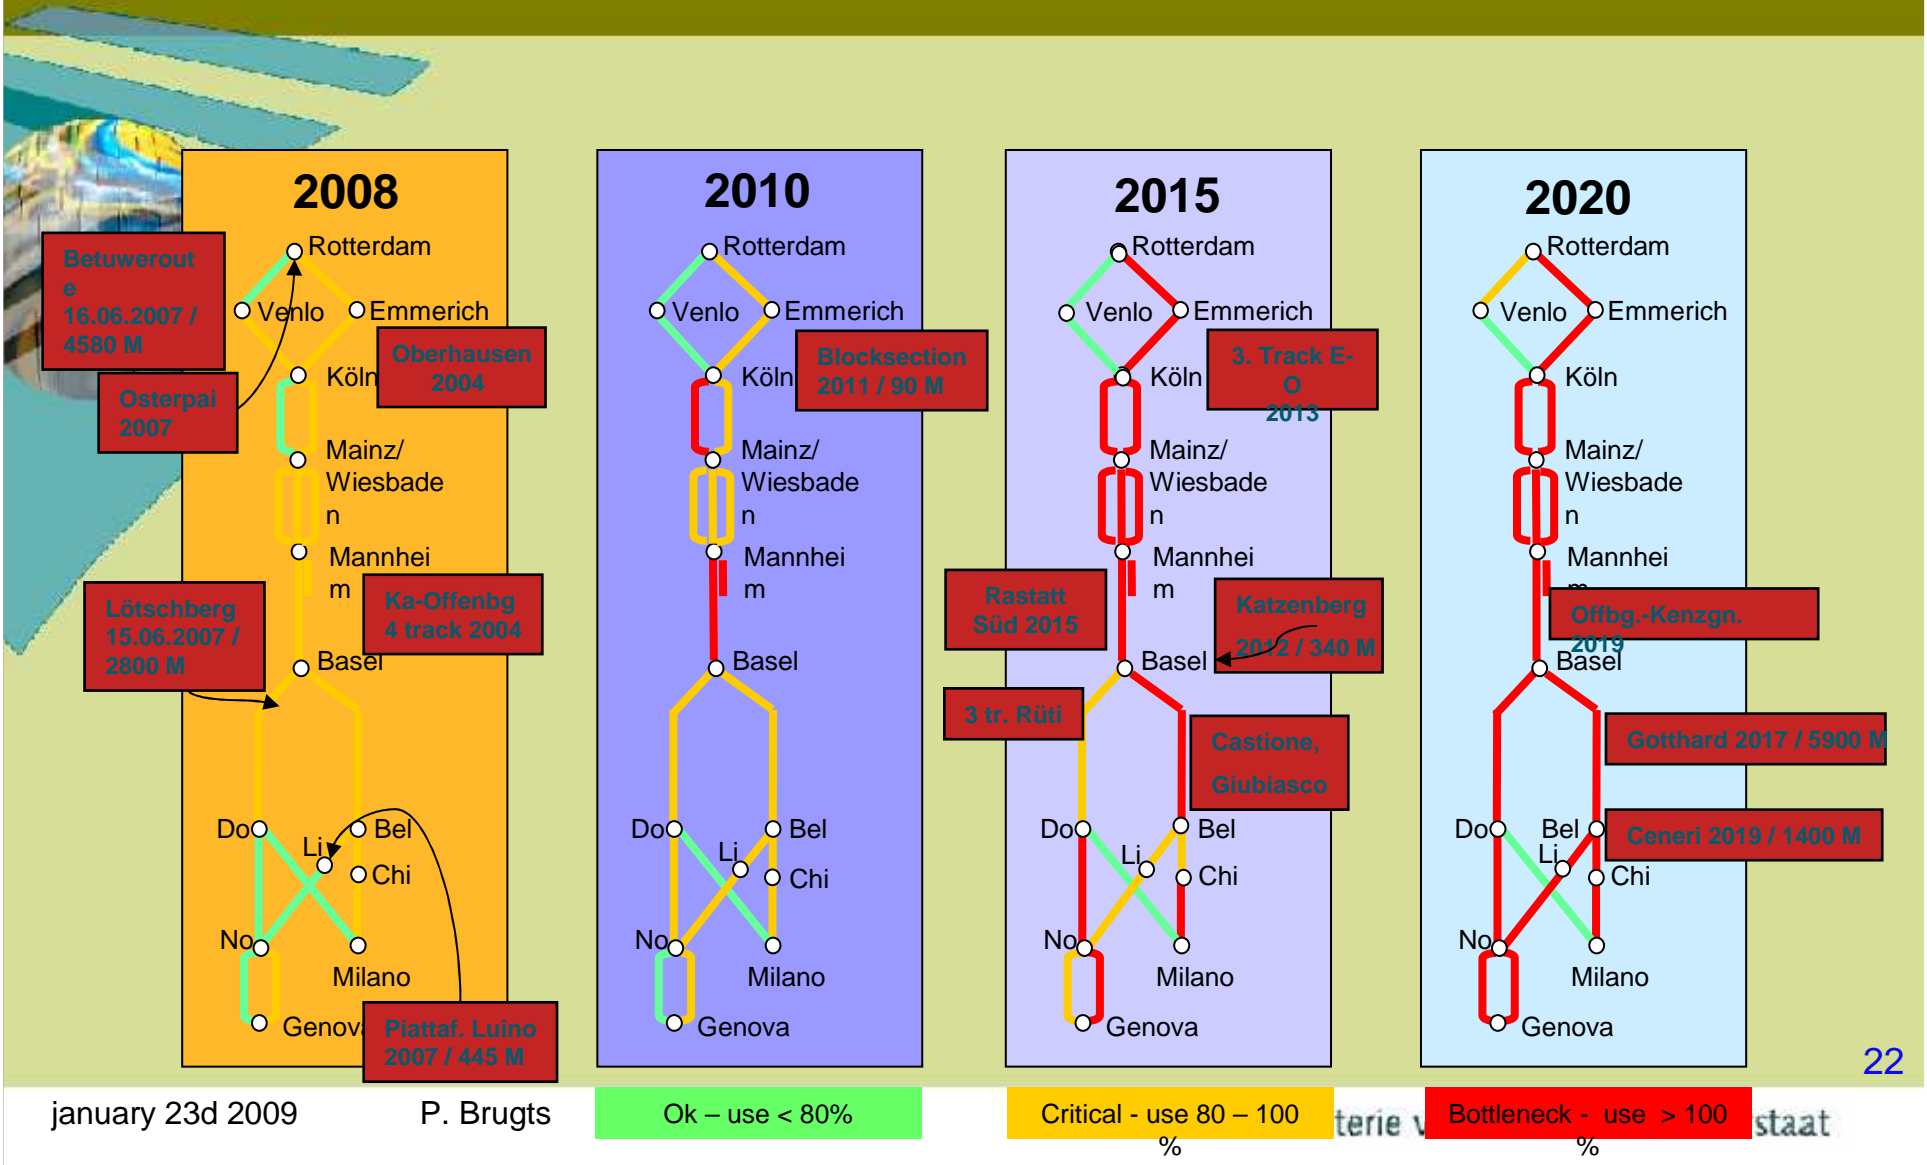 2008
Rotterdam
Betuwerout
e
16.06.2007 /
4580 M
Venlo
Emmerich
Oberhausen
2004
Köln
Osterpai
2007
Mainz/
Wiesbade
n
Mannhei
m
Ka-Offenbg
4 track 2004
Lötschberg
15.06.2007 /
2800 M
Basel
Do
Bel
Li
Chi
No
Milano
Genova
Piattaf. Luino
2007 / 445 M
2010
Rotterdam
Venlo
Emmerich
Blocksection
2011 / 90 M
Köln
Mainz/
Wiesbade
n
Mannhei
m
Basel
Do
Bel
Li
Chi
No
Milano
Genova
2015
Rotterdam
Venlo
Emmerich
3. Track E-
O
2013
Köln
Mainz/
Wiesbade
n
Mannhei
m
Rastatt
Süd 2015
Katzenberg
2012 / 340 M
Basel
3 tr. Rüti
Castione,
Giubiasco
Do
Bel
Li
Chi
No
Milano
Genova
2020
Rotterdam
Venlo
Emmerich
Köln
Mainz/
Wiesbade
n
Mannhei
m
Offbg.-Kenzgn.
2019
Basel
Gotthard 2017 / 5900 M
Do
Bel
Ceneri 2019 / 1400 M
Li
Chi
No
Milano
Genova
22
january 23d 2009
P. Brugts
Ok – use < 80%
Critical - use 80 – 100
%
terie v
Bottleneck - use > 100
%
staat